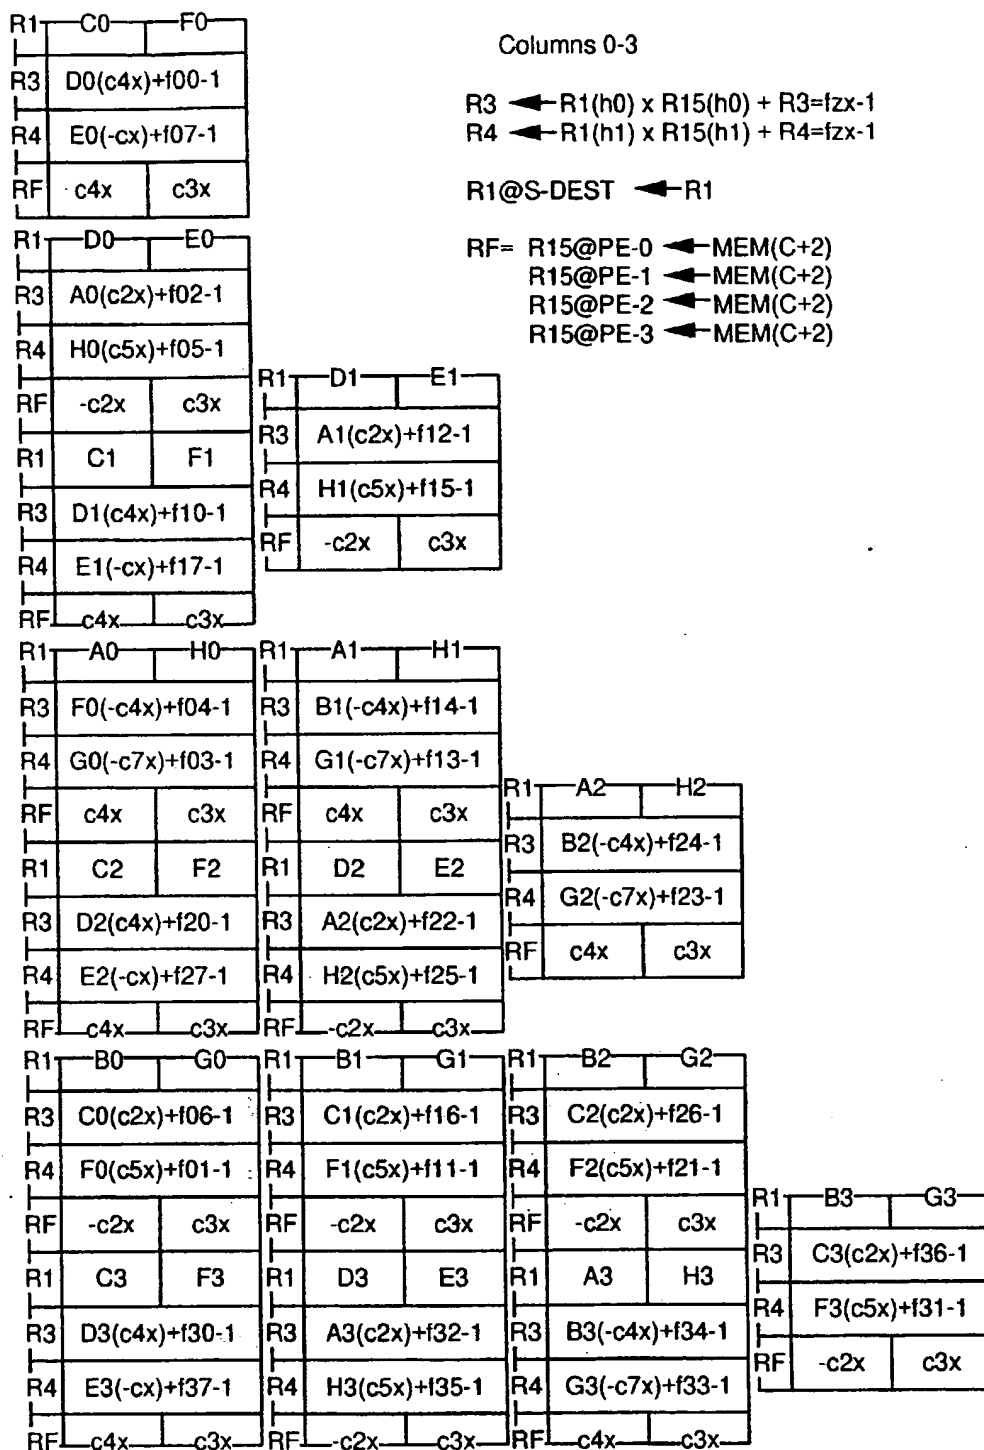 Columns 0-3
R3 ◄─ R1(h0) x R15(h0) + R3=fzx-1
R4 ◄─ R1(h1) x R15(h1) + R4=fzx-1
R1@S-DEST ◄─ R1
RF= R15@PE-0 ◄─ MEM(C+2)
R15@PE-1 ◄─ MEM(C+2)
R15@PE-2 ◄─ MEM(C+2)
R15@PE-3 ◄─ MEM(C+2)
R1 C0 F0
R3 D0(c4x)+f00-1
R4 E0(-cx)+f07-1
RF c4x c3x
R1 D0 E0
R3 A0(c2x)+f02-1
R4 H0(c5x)+f05-1
RF -c2x c3x
R1 C1 F1
R3 D1(c4x)+f10-1
R4 E1(-cx)+f17-1
RF c4x c3x
R1 D1 E1
R3 A1(c2x)+f12-1
R4 H1(c5x)+f15-1
RF -c2x c3x
R1 A0 H0
R3 F0(-c4x)+f04-1
R4 G0(-c7x)+f03-1
RF c4x c3x
R1 C2 F2
R3 D2(c4x)+f20-1
R4 E2(-cx)+f27-1
RF c4x c3x
R1 A1 H1
R3 B1(-c4x)+f14-1
R4 G1(-c7x)+f13-1
RF c4x c3x
R1 D2 E2
R3 A2(c2x)+f22-1
R4 H2(c5x)+f25-1
RF -c2x c3x
R1 A2 H2
R3 B2(-c4x)+f24-1
R4 G2(-c7x)+f23-1
RF c4x c3x
R1 B0 G0
R3 C0(c2x)+f06-1
R4 F0(c5x)+f01-1
RF -c2x c3x
R1 C3 F3
R3 D3(c4x)+f30-1
R4 E3(-cx)+f37-1
RF c4x c3x
R1 B1 G1
R3 C1(c2x)+f16-1
R4 F1(c5x)+f11-1
RF -c2x c3x
R1 D3 E3
R3 A3(c2x)+f32-1
R4 H3(c5x)+f35-1
RF -c2x c3x
R1 B2 G2
R3 C2(c2x)+f26-1
R4 F2(c5x)+f21-1
RF -c2x c3x
R1 A3 H3
R3 B3(-c4x)+f34-1
R4 G3(-c7x)+f33-1
RF c4x c3x
R1 B3 G3
R3 C3(c2x)+f36-1
R4 F3(c5x)+f31-1
RF -c2x c3x